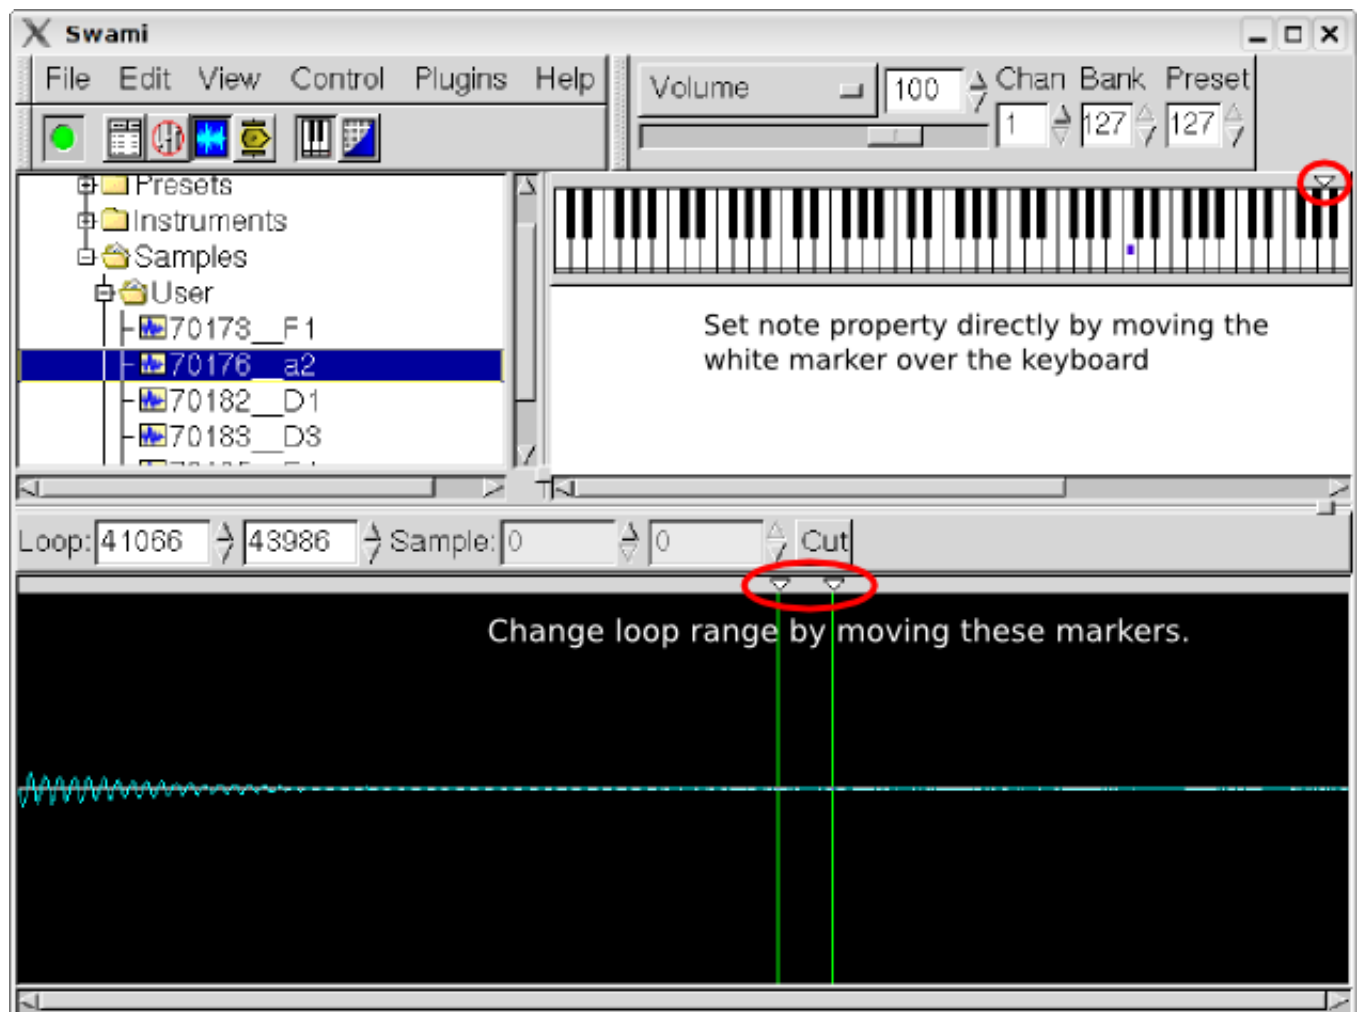 Swami
File Edit View Control Plugins Help
Volume 100 Chan Bank Preset
1 127 127
Presets
Instruments
Samples
User
70173__F1
70176__a2
70182__D1
70183__D3
Set note property directly by moving the
white marker over the keyboard
Loop: 41066 43986 Sample: 0 0 Cut
Change loop range by moving these markers.